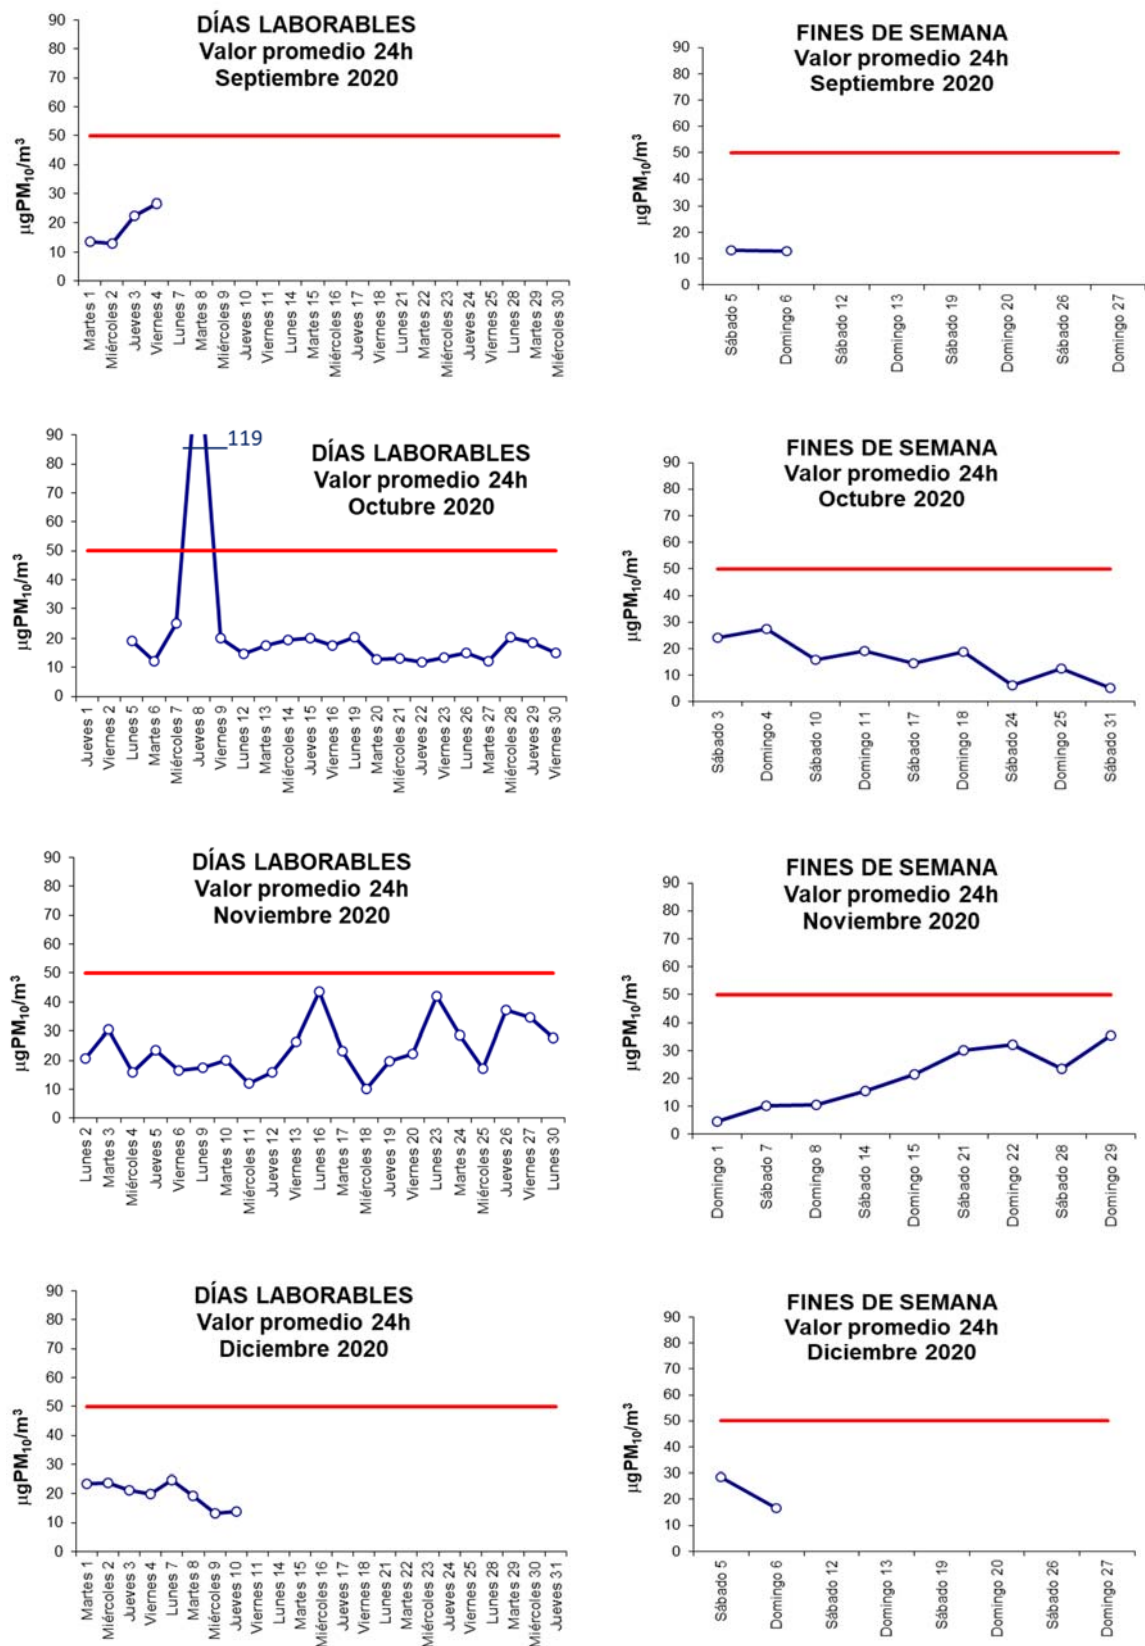 DÍAS LABORABLES
Valor promedio 24h
Septiembre 2020
µgPM10/m3
90
80
70
60
50
40
30
20
10
0
Martes 1
Miércoles 2
Jueves 3
Viernes 4
Lunes 7
Martes 8
Miércoles 9
Jueves 10
Viernes 11
Lunes 14
Martes 15
Miércoles 16
Jueves 17
Viernes 18
Lunes 21
Martes 22
Miércoles 23
Jueves 24
Viernes 25
Lunes 28
Martes 29
Miércoles 30
FINES DE SEMANA
Valor promedio 24h
Septiembre 2020
µgPM10/m3
90
80
70
60
50
40
30
20
10
0
Sábado 5
Domingo 6
Sábado 12
Domingo 13
Sábado 19
Domingo 20
Sábado 26
Domingo 27
119
DÍAS LABORABLES
Valor promedio 24h
Octubre 2020
µgPM10/m3
90
80
70
60
50
40
30
20
10
0
Jueves 1
Viernes 2
Lunes 5
Martes 6
Miércoles 7
Jueves 8
Viernes 9
Lunes 12
Martes 13
Miércoles 14
Jueves 15
Viernes 16
Lunes 19
Martes 20
Miércoles 21
Jueves 22
Viernes 23
Lunes 26
Martes 27
Miércoles 28
Jueves 29
Viernes 30
FINES DE SEMANA
Valor promedio 24h
Octubre 2020
µgPM10/m3
90
80
70
60
50
40
30
20
10
0
Sábado 3
Domingo 4
Sábado 10
Domingo 11
Sábado 17
Domingo 18
Sábado 24
Domingo 25
Sábado 31
DÍAS LABORABLES
Valor promedio 24h
Noviembre 2020
µgPM10/m3
90
80
70
60
50
40
30
20
10
0
Lunes 2
Martes 3
Miércoles 4
Jueves 5
Viernes 6
Lunes 9
Martes 10
Miércoles 11
Jueves 12
Viernes 13
Lunes 16
Martes 17
Miércoles 18
Jueves 19
Viernes 20
Lunes 23
Martes 24
Miércoles 25
Jueves 26
Viernes 27
Lunes 30
FINES DE SEMANA
Valor promedio 24h
Noviembre 2020
µgPM10/m3
90
80
70
60
50
40
30
20
10
0
Domingo 1
Sábado 7
Domingo 8
Sábado 14
Domingo 15
Sábado 21
Domingo 22
Sábado 28
Domingo 29
DÍAS LABORABLES
Valor promedio 24h
Diciembre 2020
µgPM10/m3
90
80
70
60
50
40
30
20
10
0
Martes 1
Miércoles 2
Jueves 3
Viernes 4
Lunes 7
Martes 8
Miércoles 9
Jueves 10
Viernes 11
Lunes 14
Martes 15
Miércoles 16
Jueves 17
Viernes 18
Lunes 21
Martes 22
Miércoles 23
Jueves 24
Viernes 25
Lunes 28
Martes 29
Miércoles 30
Jueves 31
FINES DE SEMANA
Valor promedio 24h
Diciembre 2020
µgPM10/m3
90
80
70
60
50
40
30
20
10
0
Sábado 5
Domingo 6
Sábado 12
Domingo 13
Sábado 19
Domingo 20
Sábado 26
Domingo 27